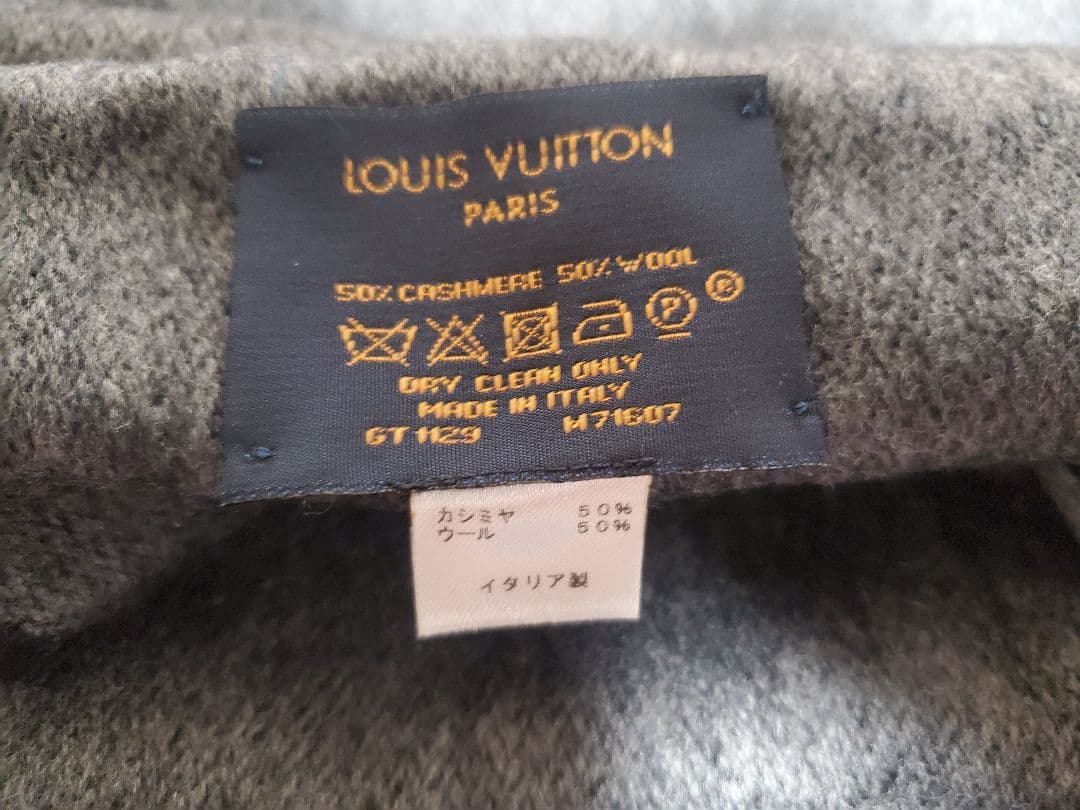 LOUIS VUITTON
PARIS
50% CASHMERE 50% WOOL
P
DRY CLEAN ONLY
MADE IN ITALY
GT 1129 M71607
カシミヤ 50%
ウール 50%
イタリア製